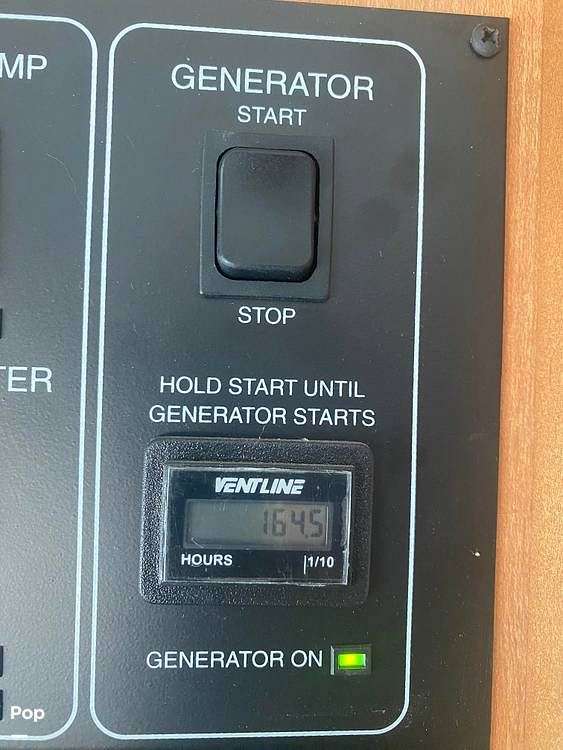 MP
GENERATOR
START
STOP
TER
HOLD START UNTIL
GENERATOR STARTS
VENTLINE
164.5
HOURS
1/10
GENERATOR ON
Pop